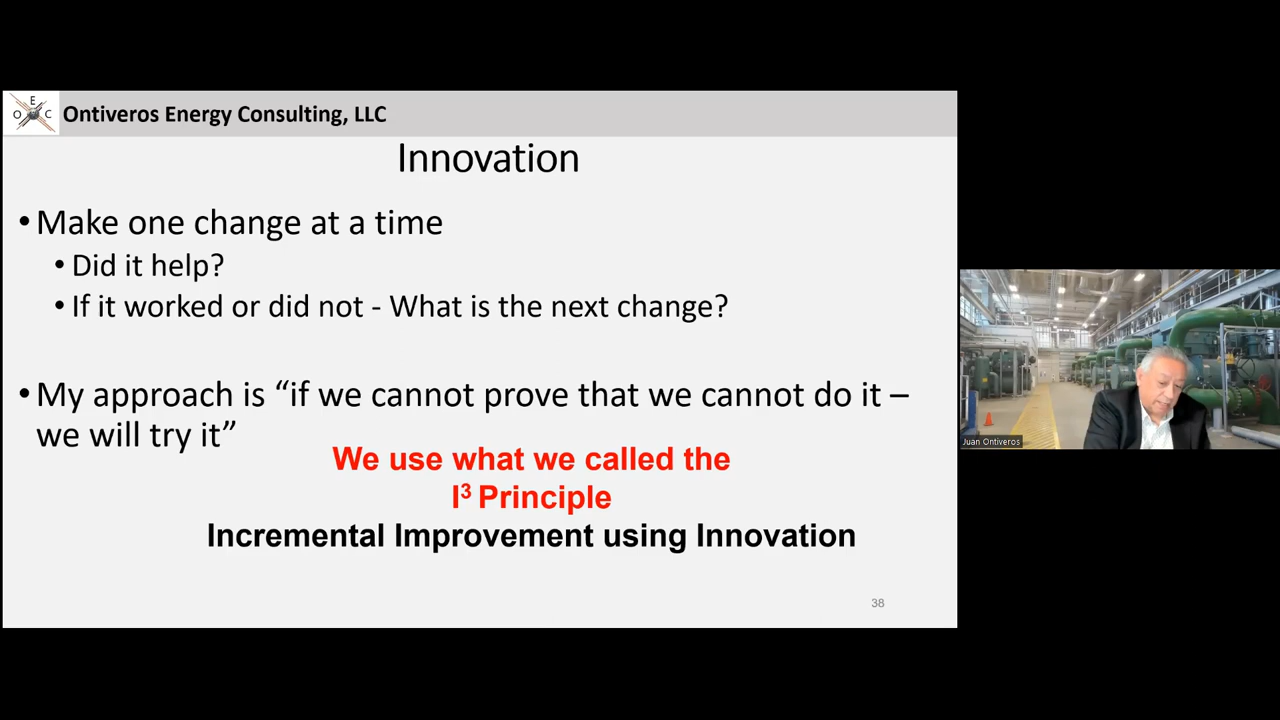 E
O C
Ontiveros Energy Consulting, LLC
Innovation
• Make one change at a time
• Did it help?
• If it worked or did not - What is the next change?
• My approach is “if we cannot prove that we cannot do it –
we will try it”
We use what we called the
I³ Principle
Incremental Improvement using Innovation
38
Juan Ontiveros